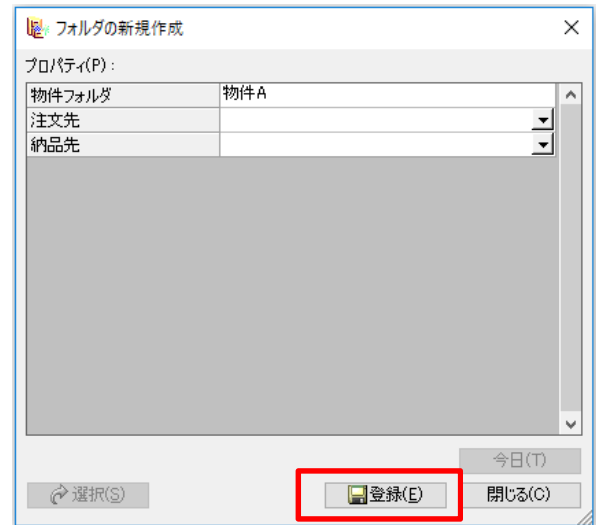 フォルダの新規作成
プロパティ(P) :
物件フォルダ 物件A
注文先
納品先
今日(T)
選択(S) 登録(E) 閉じる(C)